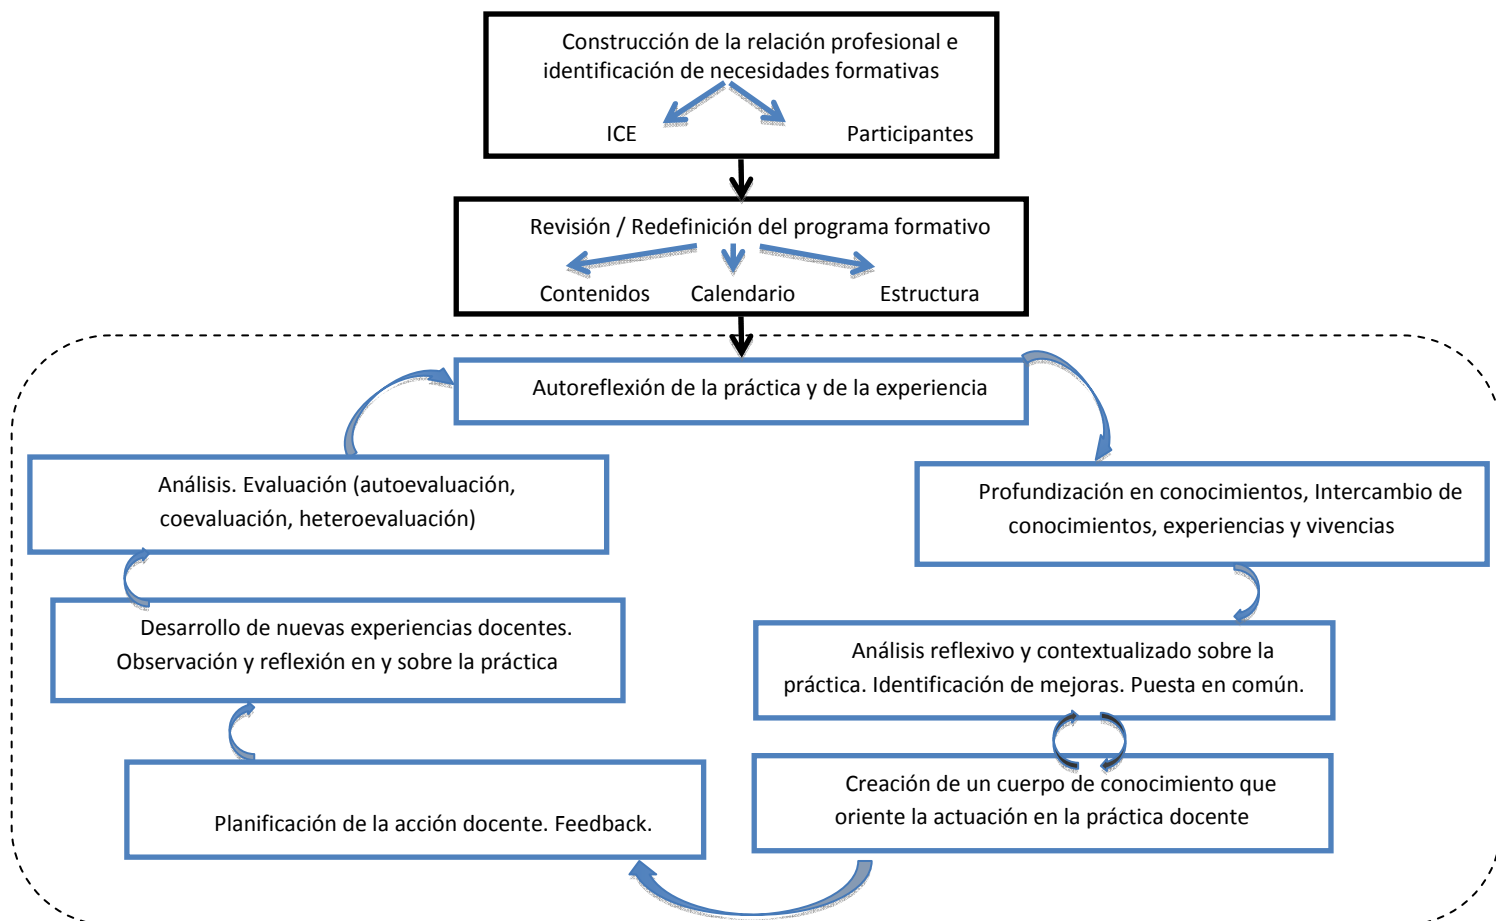 Construcción de la relación profesional e
identificación de necesidades formativas
ICE
Participantes
Revisión / Redefinición del programa formativo
Contenidos
Calendario
Estructura
Autoreflexión de la práctica y de la experiencia
Análisis. Evaluación (autoevaluación,
coevaluación, heteroevaluación)
Profundización en conocimientos, Intercambio de
conocimientos, experiencias y vivencias
Desarrollo de nuevas experiencias docentes.
Observación y reflexión en y sobre la práctica
Análisis reflexivo y contextualizado sobre la
práctica. Identificación de mejoras. Puesta en común.
Planificación de la acción docente. Feedback.
Creación de un cuerpo de conocimiento que
oriente la actuación en la práctica docente